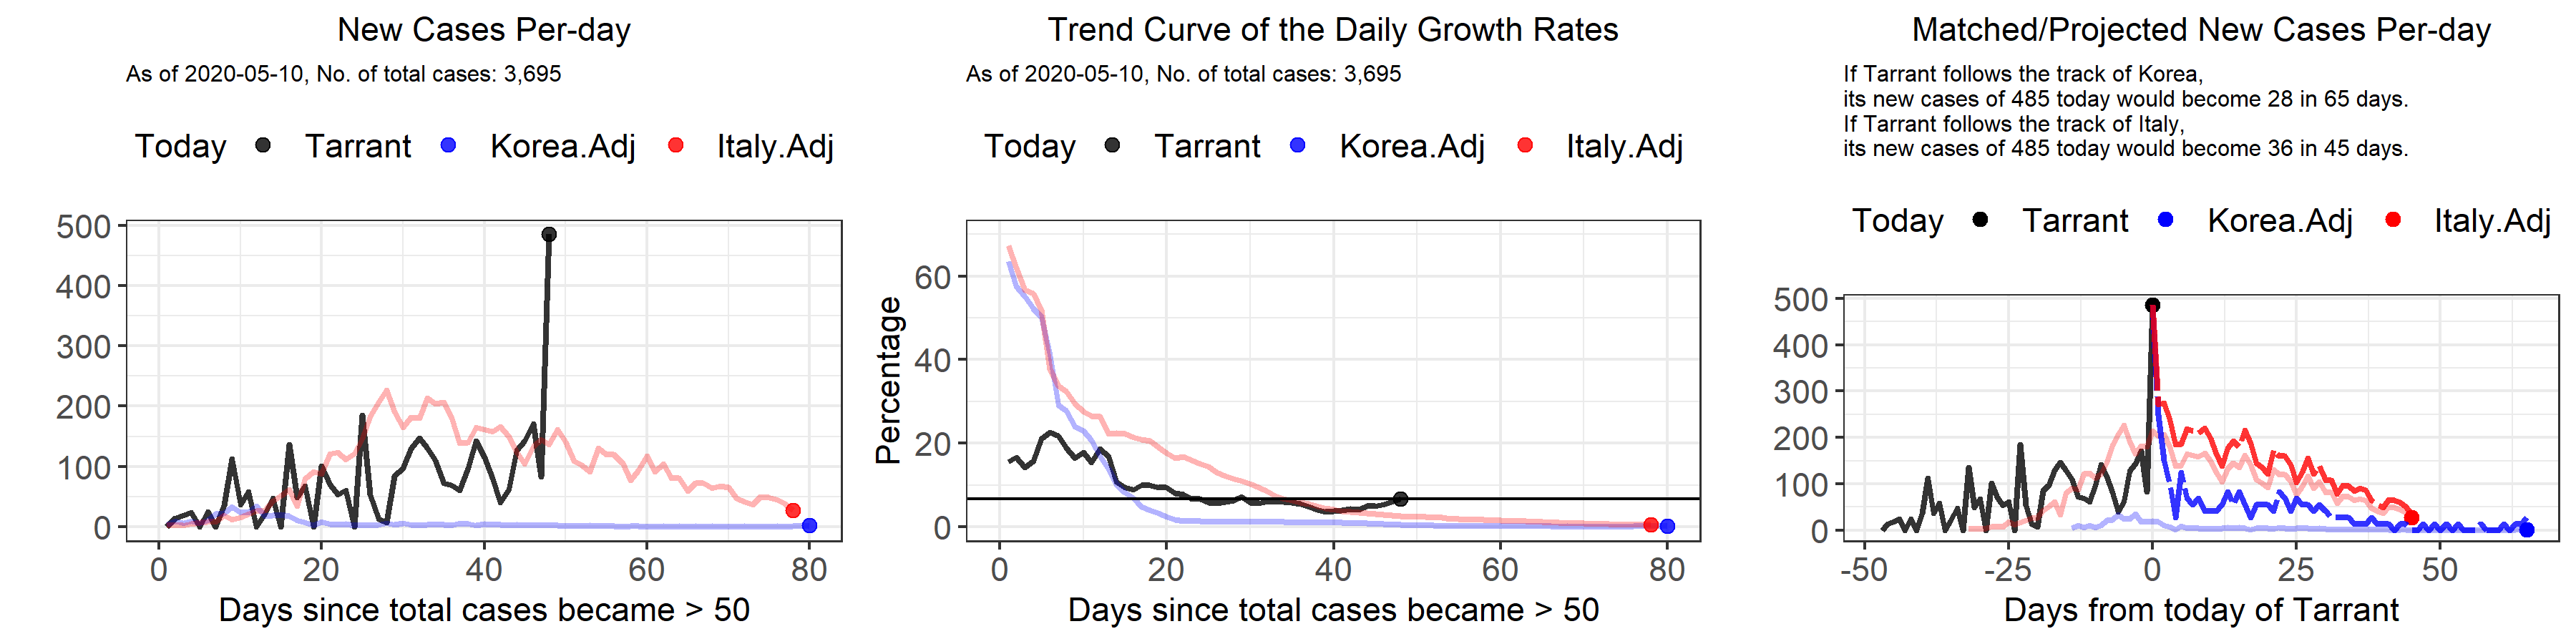 New Cases Per-day
As of 2020-05-10, No. of total cases: 3,695
Today Tarrant Korea.Adj Italy.Adj
500
400
300
200
100
0
0 20 40 60 80
Days since total cases became > 50
Trend Curve of the Daily Growth Rates
As of 2020-05-10, No. of total cases: 3,695
Today Tarrant Korea.Adj Italy.Adj
Percentage
60
40
20
0
0 20 40 60 80
Days since total cases became > 50
Matched/Projected New Cases Per-day
If Tarrant follows the track of Korea,
its new cases of 485 today would become 28 in 65 days.
If Tarrant follows the track of Italy,
its new cases of 485 today would become 36 in 45 days.
Today Tarrant Korea.Adj Italy.Adj
500
400
300
200
100
0
-50 -25 0 25 50
Days from today of Tarrant